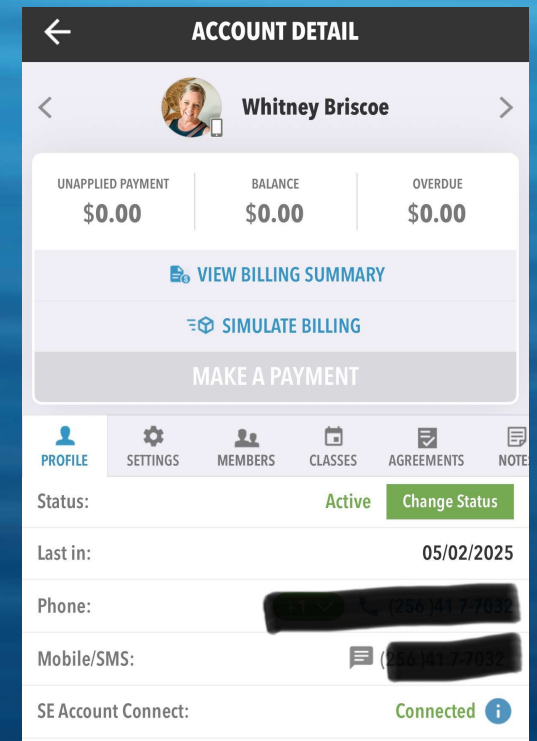 ACCOUNT DETAIL
Whitney Briscoe
UNAPPLIED PAYMENT BALANCE OVERDUE
$0.00 $0.00 $0.00
VIEW BILLING SUMMARY
SIMULATE BILLING
MAKE A PAYMENT
PROFILE SETTINGS MEMBERS CLASSES AGREEMENTS NOTE
Status: Active Change Status
Last in: 05/02/2025
Phone:
Mobile/SMS: (
SE Account Connect: Connected i